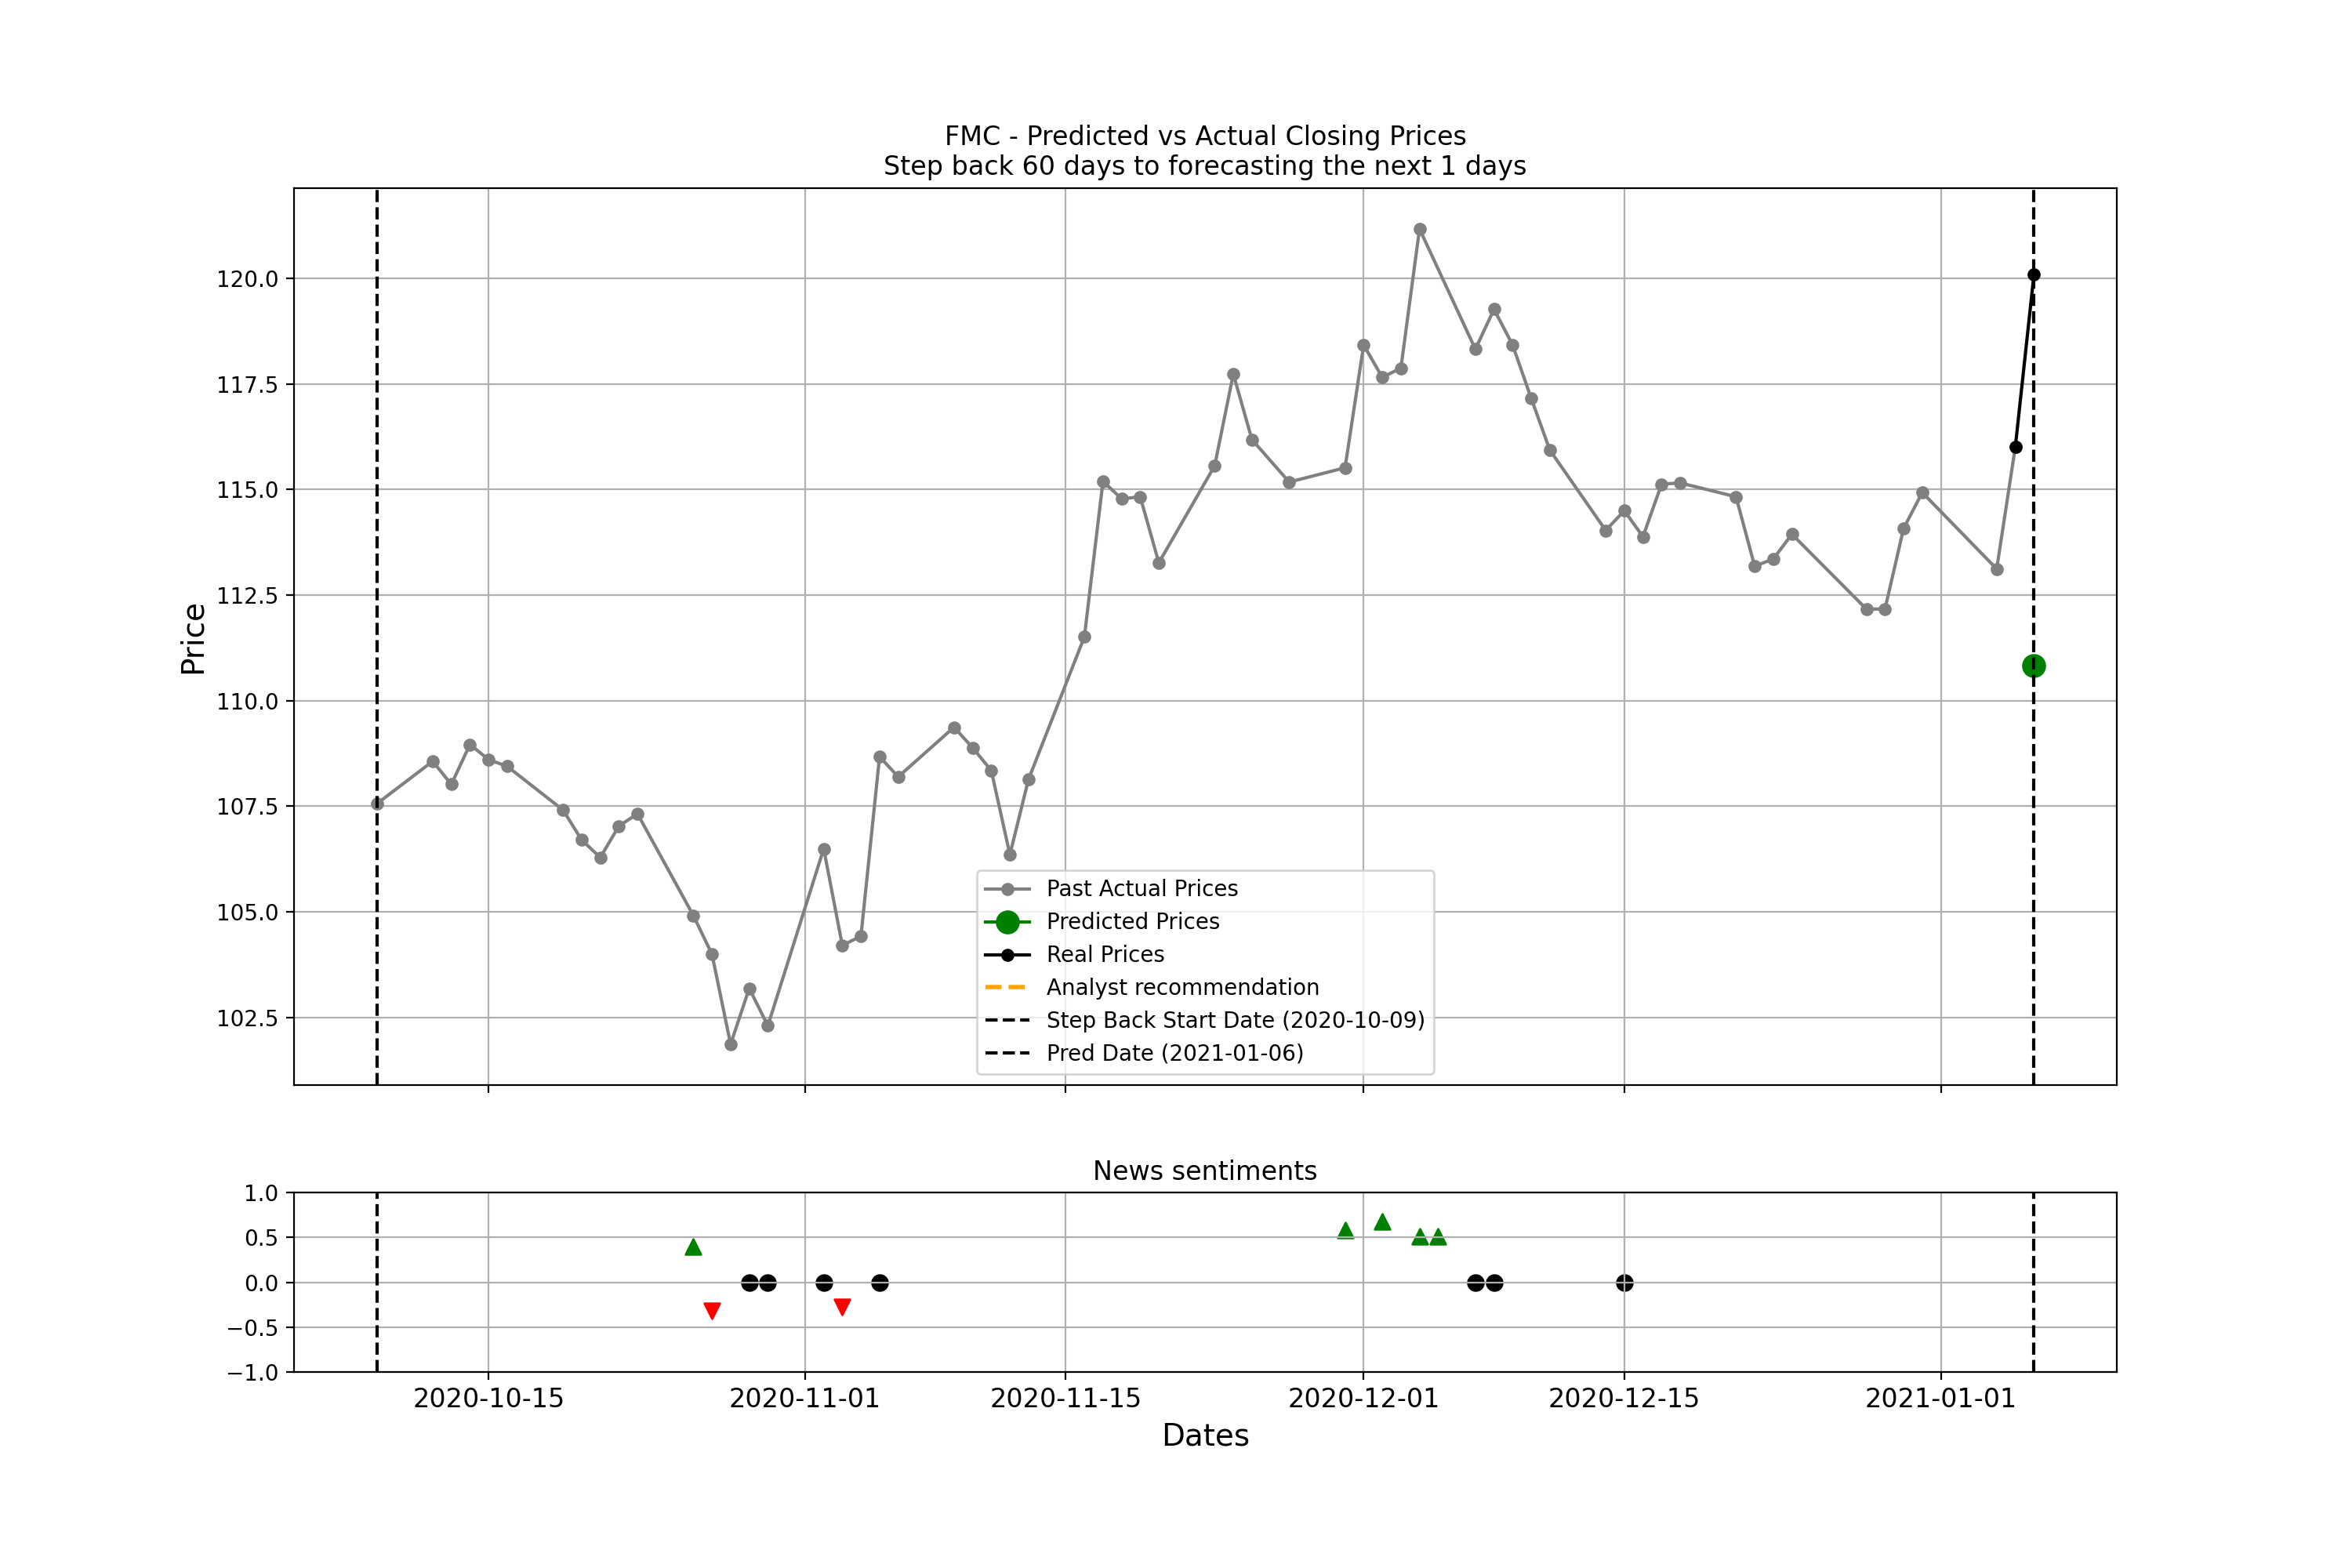 FMC - Predicted vs Actual Closing Prices
Step back 60 days to forecasting the next 1 days
Price
120.0
117.5
115.0
112.5
110.0
107.5
105.0
102.5
Past Actual Prices
Predicted Prices
Real Prices
Analyst recommendation
Step Back Start Date (2020-10-09)
Pred Date (2021-01-06)
News sentiments
1.0
0.5
0.0
−0.5
−1.0
2020-10-15 2020-11-01 2020-11-15 2020-12-01 2020-12-15 2021-01-01
Dates